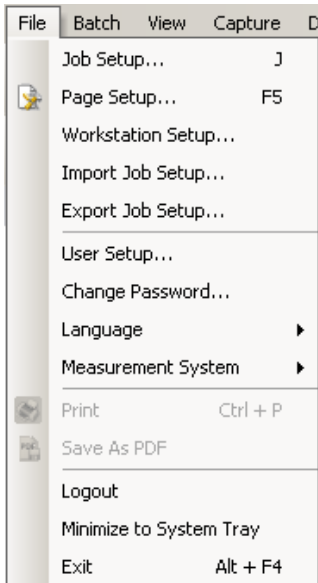 File Batch View Capture
Job Setup... J
Page Setup... F5
Workstation Setup...
Import Job Setup...
Export Job Setup...
User Setup...
Change Password...
Language
Measurement System
Print Ctrl + P
Save As PDF
Logout
Minimize to System Tray
Exit Alt + F4